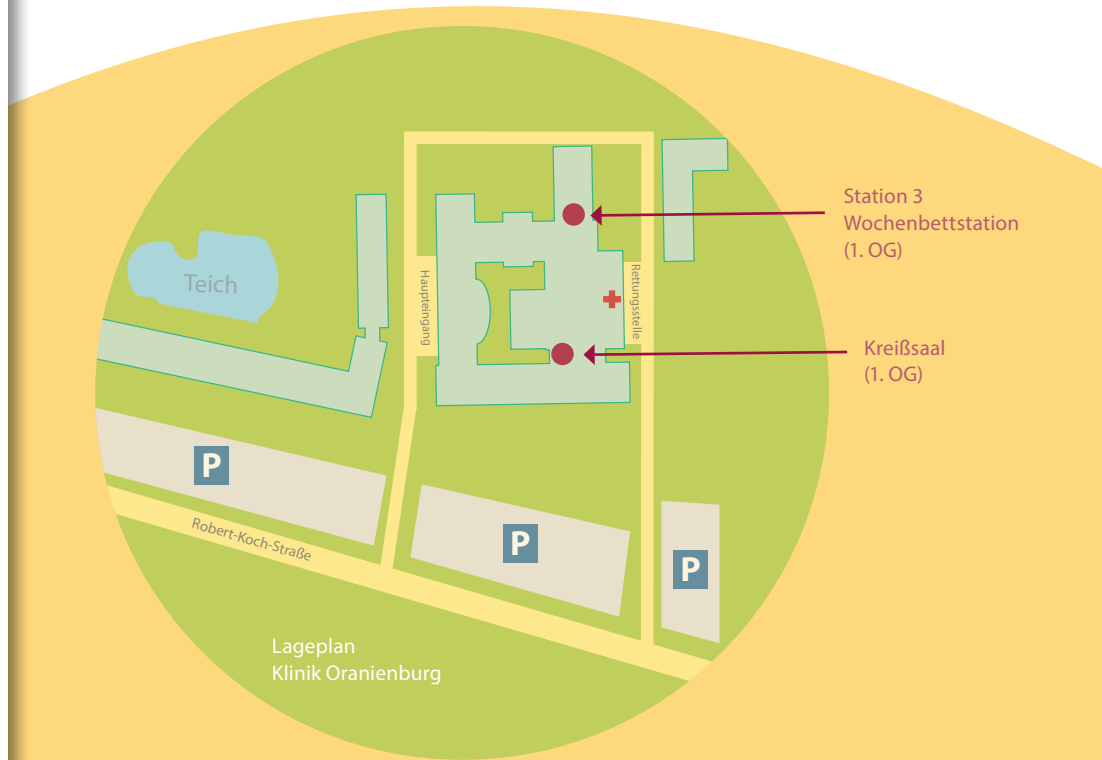 Station 3
Wochenbettstation
(1. OG)
Teich
Haupteingang
Rettungsstelle
Kreißsaal
(1. OG)
P
P
P
Robert-Koch-Straße
Lageplan
Klinik Oranienburg